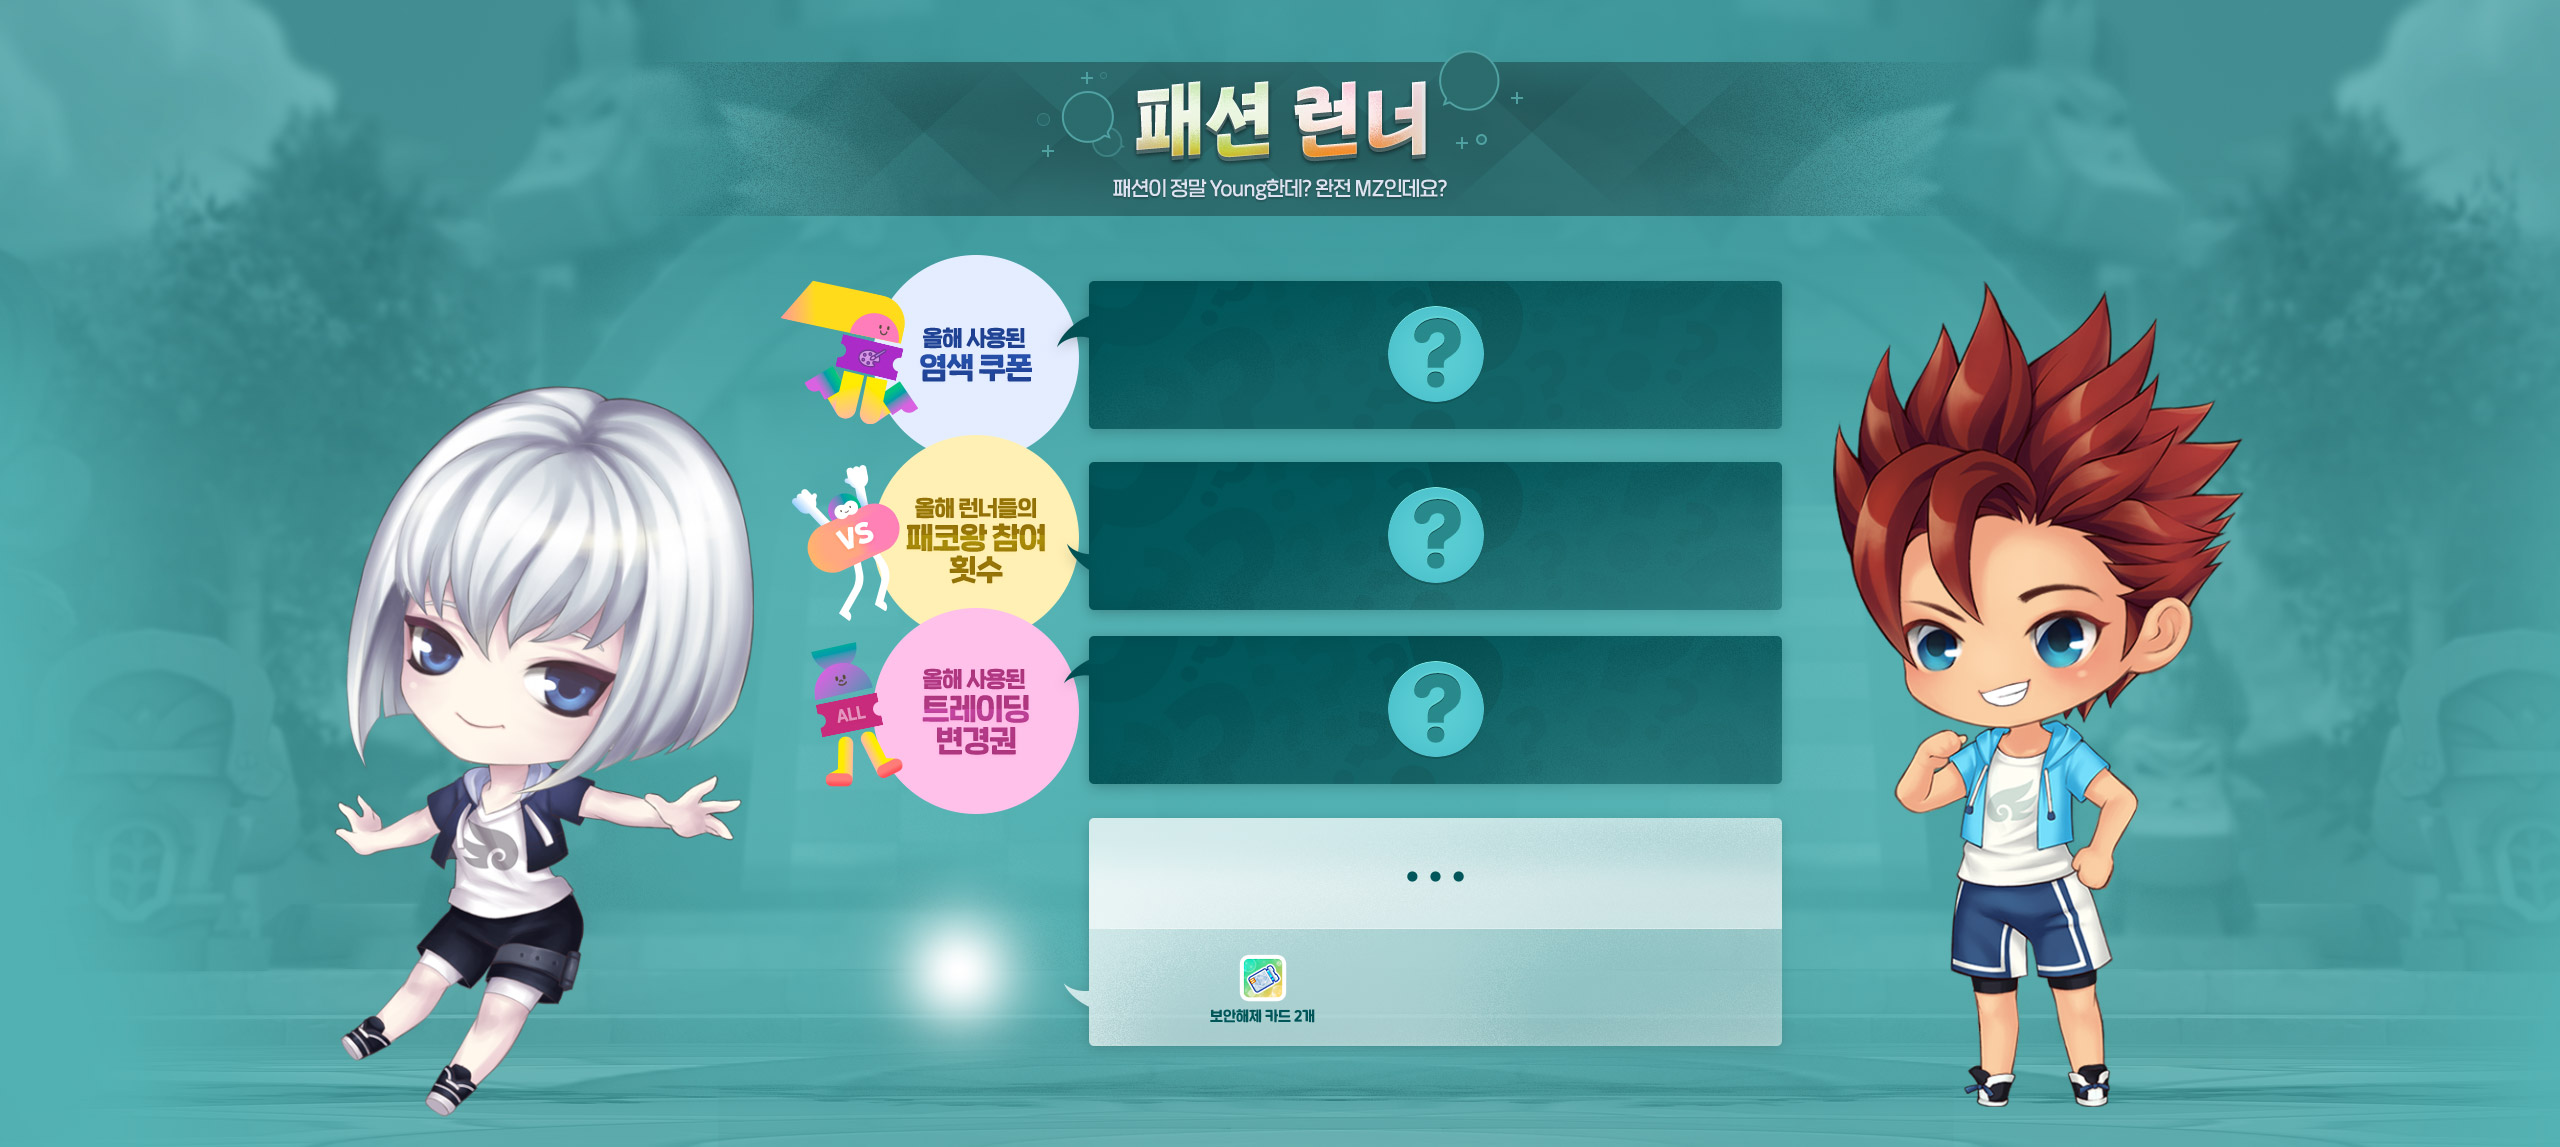 패션 런너
패션이 정말 Young한데? 완전 MZ인데요?
올해 사용된
염색 쿠폰
?
VS
올해 런너들의
패코왕 참여
횟수
?
ALL
올해 사용된
트레이딩
변경권
?
...
보안해제 카드 2개